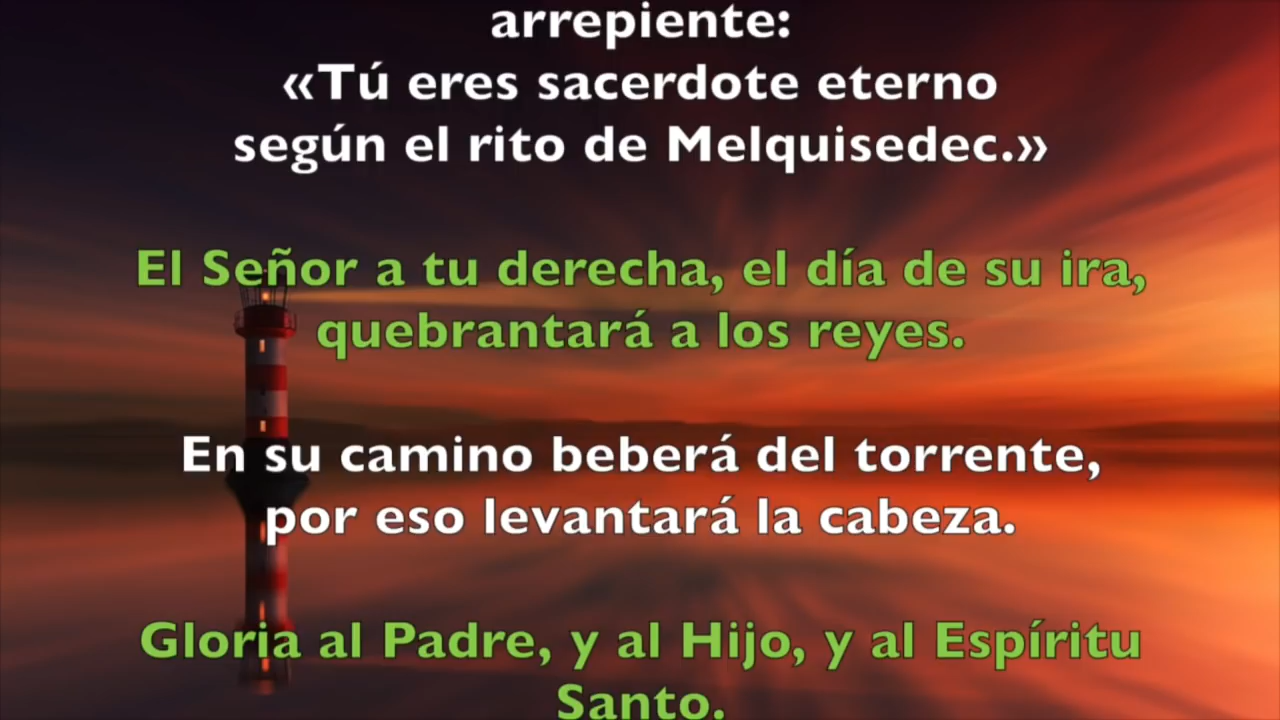 arrepiente:
«Tú eres sacerdote eterno
según el rito de Melquisedec.»
El Señor a tu derecha, el día de su ira,
quebrantará a los reyes.
En su camino beberá del torrente,
por eso levantará la cabeza.
Gloria al Padre, y al Hijo, y al Espíritu
Santo.